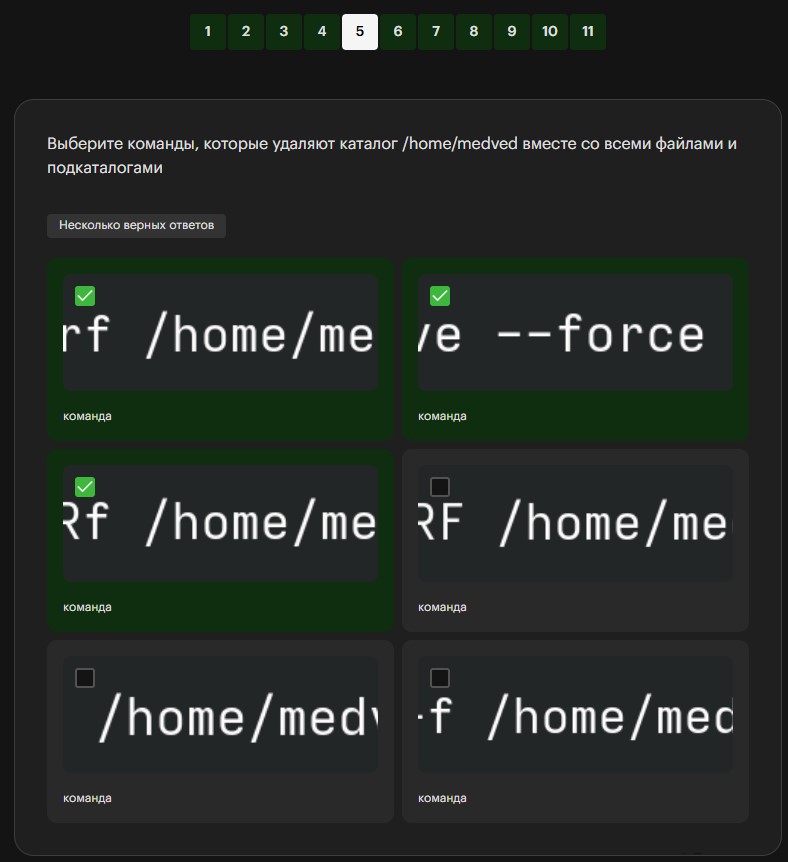 1 2 3 4 5 6 7 8 9 10 11
Выберите команды, которые удаляют каталог /home/medved вместе со всеми файлами и
подкаталогами
Несколько верных ответов
rf /home/me
ve --force
команда
команда
Rf /home/me
RF /home/me
команда
команда
/home/medv
-f /home/med
команда
команда